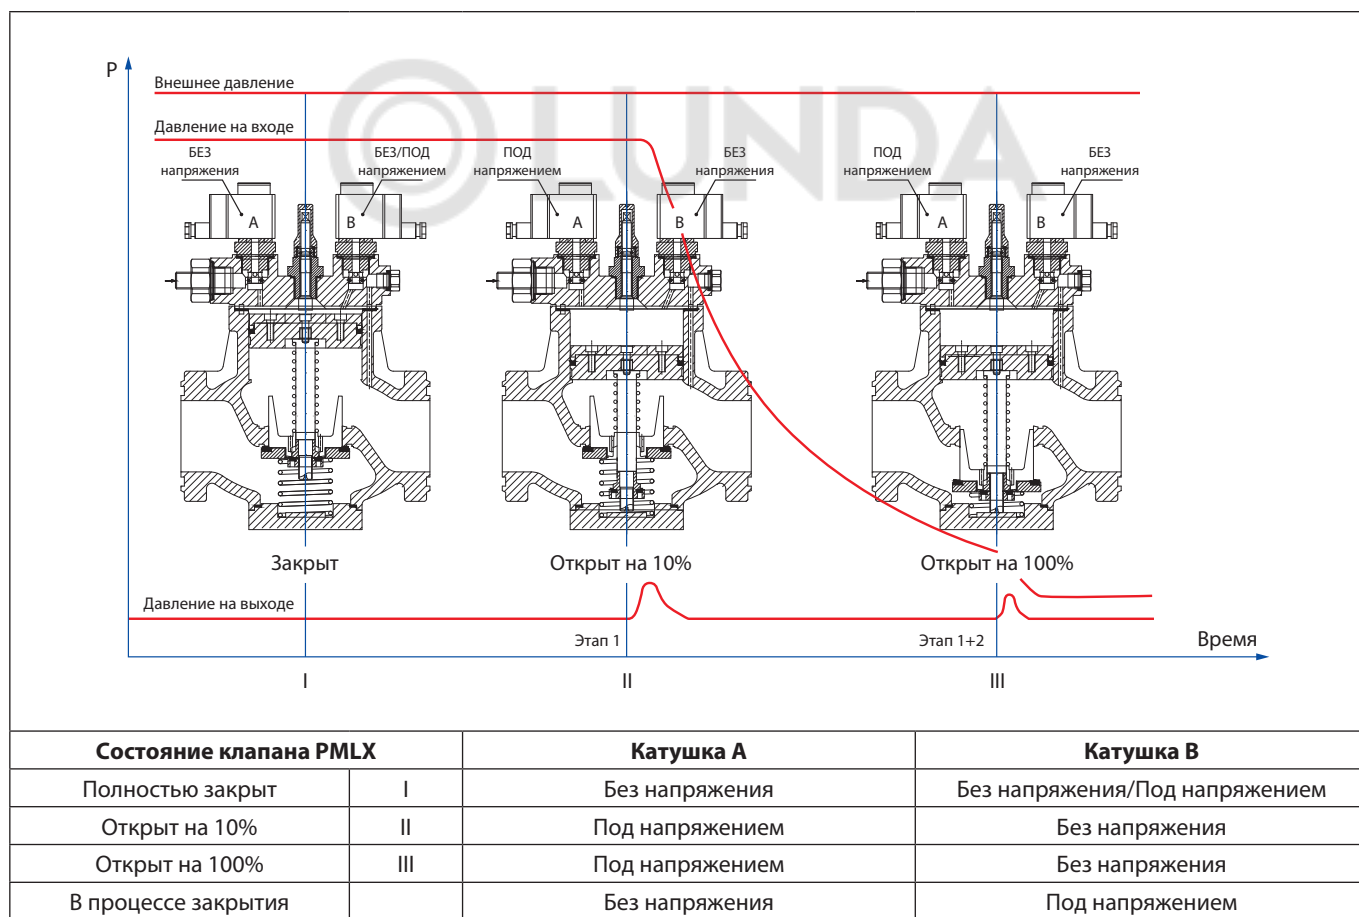 LUNDA
P
Внешнее давление
Давление на входе
БЕЗ напряжения
БЕЗ/ПОД напряжением
ПОД напряжением
БЕЗ напряжения
ПОД напряжением
БЕЗ напряжения
A
B
A
B
A
B
Закрыт
Открыт на 10%
Открыт на 100%
Давление на выходе
Этап 1
Этап 1+2
Время
I
II
III
Состояние клапана PMLX Катушка A Катушка B
Полностью закрыт I Без напряжения Без напряжения/Под напряжением
Открыт на 10% II Под напряжением Без напряжения
Открыт на 100% III Под напряжением Без напряжения
В процессе закрытия Без напряжения Под напряжением